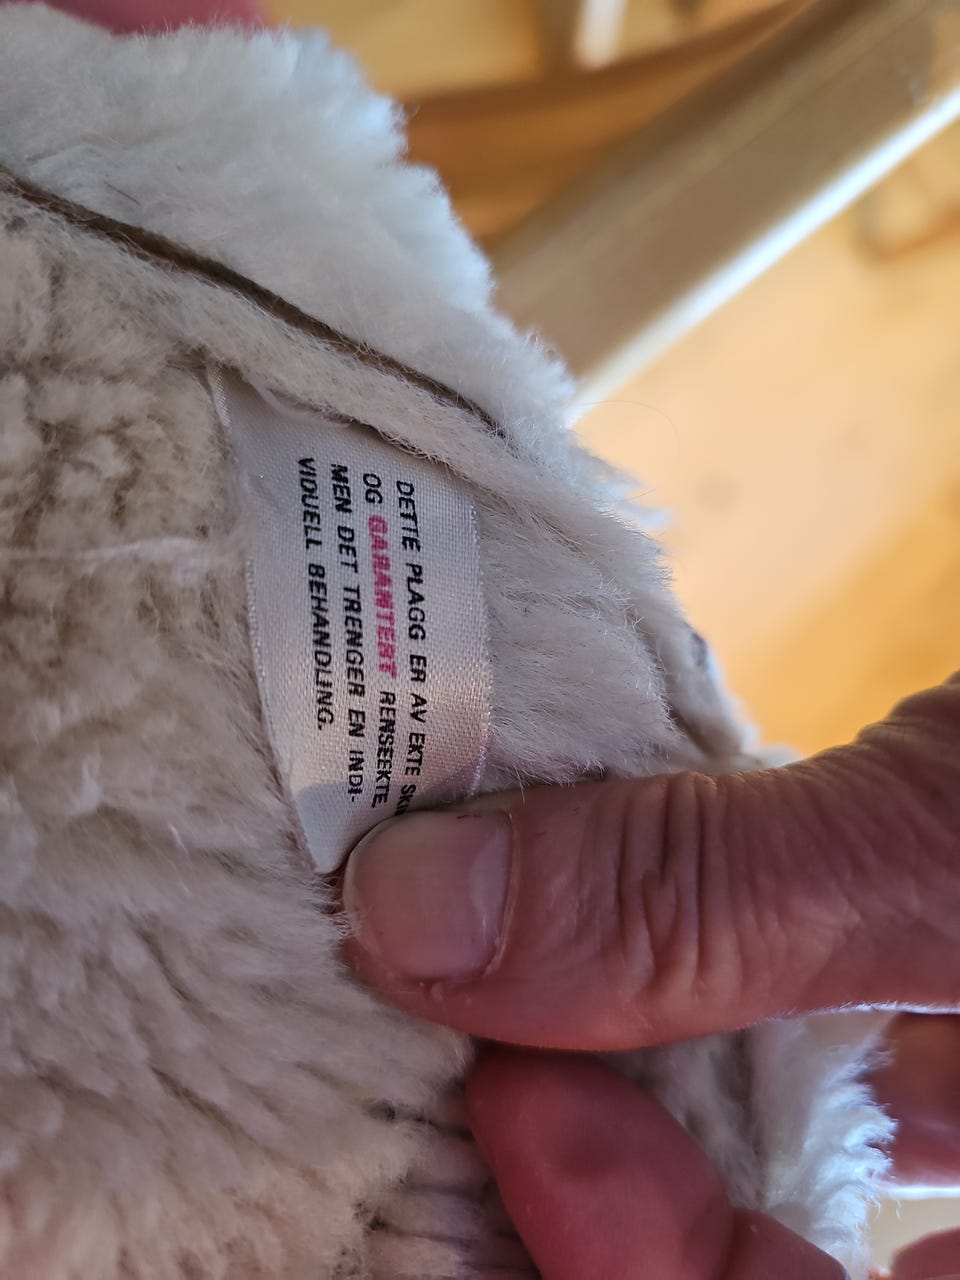 DETTE PLAGG ER AV EKTE
OG GARANTERT RENSEEKTE,
MEN DET TRENGER EN INDI-
VIDUELL BEHANDLING.